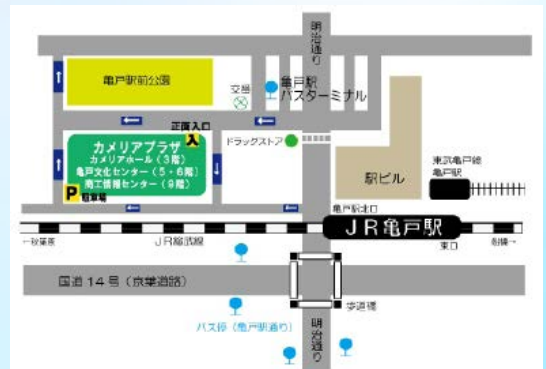 明治通り
亀戸駅前公園
交番
亀戸駅
バスターミナル
正面入口
入
カメリアプラザ
カメリアホール(3階)
亀戸文化センター(5・6階)
商工情報センター(9階)
P 駐車場
ドラッグストア
駅ビル
東武亀戸線
亀戸駅
亀戸駅北口
JR亀戸駅
東口
←秋葉原
JR総武線
船橋→
国道14号(京葉道路)
歩道橋
バス停(亀戸駅通り)
明治通り